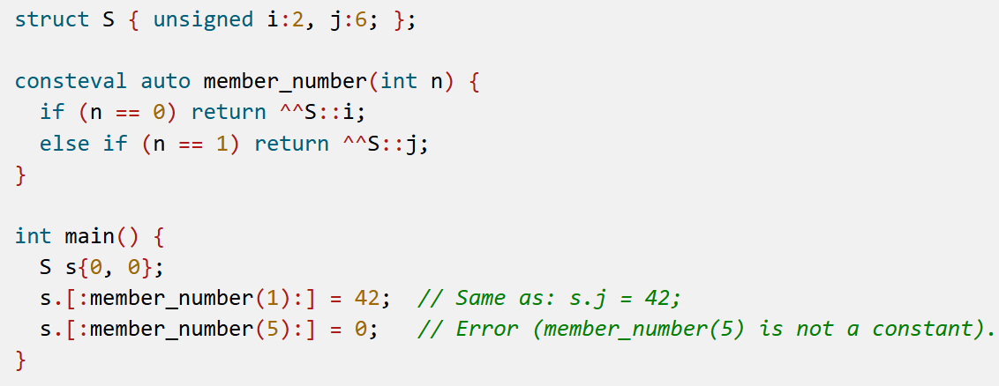 struct S { unsigned i:2, j:6; };

consteval auto member_number(int n) {
  if (n == 0) return ^^S::i;
  else if (n == 1) return ^^S::j;
}

int main() {
  S s{0, 0};
  s.[:member_number(1):] = 42;  // Same as: s.j = 42;
  s.[:member_number(5):] = 0;   // Error (member_number(5) is not a constant).
}